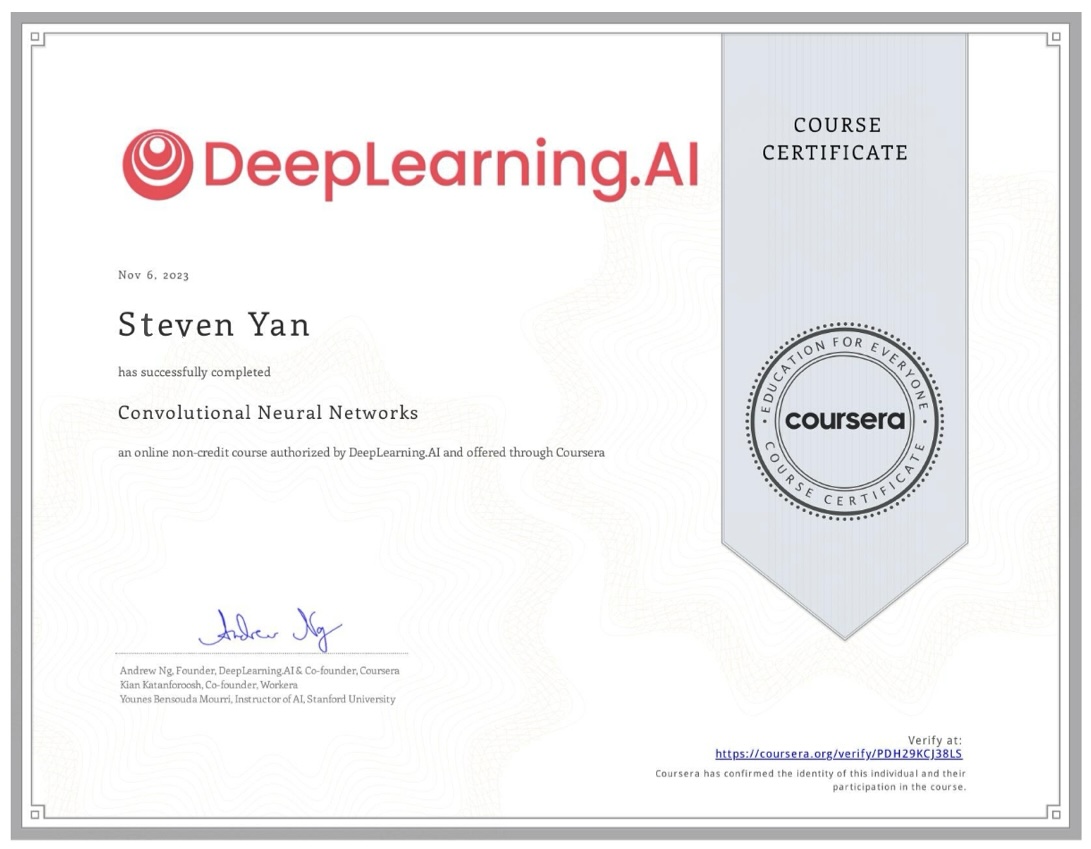 DeepLearning.AI
COURSE
CERTIFICATE
Nov 6, 2023
Steven Yan
has successfully completed
Convolutional Neural Networks
an online non-credit course authorized by DeepLearning.AI and offered through Coursera
EDUCATION FOR EVERYONE
coursera
COURSE CERTIFICATE
Andrew Ng
Andrew Ng, Founder, DeepLearning.AI & Co-founder, Coursera
Kian Katanforoosh, Co-founder, Workera
Younes Bensouda Mourri, Instructor of AI, Stanford University
Verify at:
https://coursera.org/verify/PDH29KCJ38LS
Coursera has confirmed the identity of this individual and their
participation in the course.